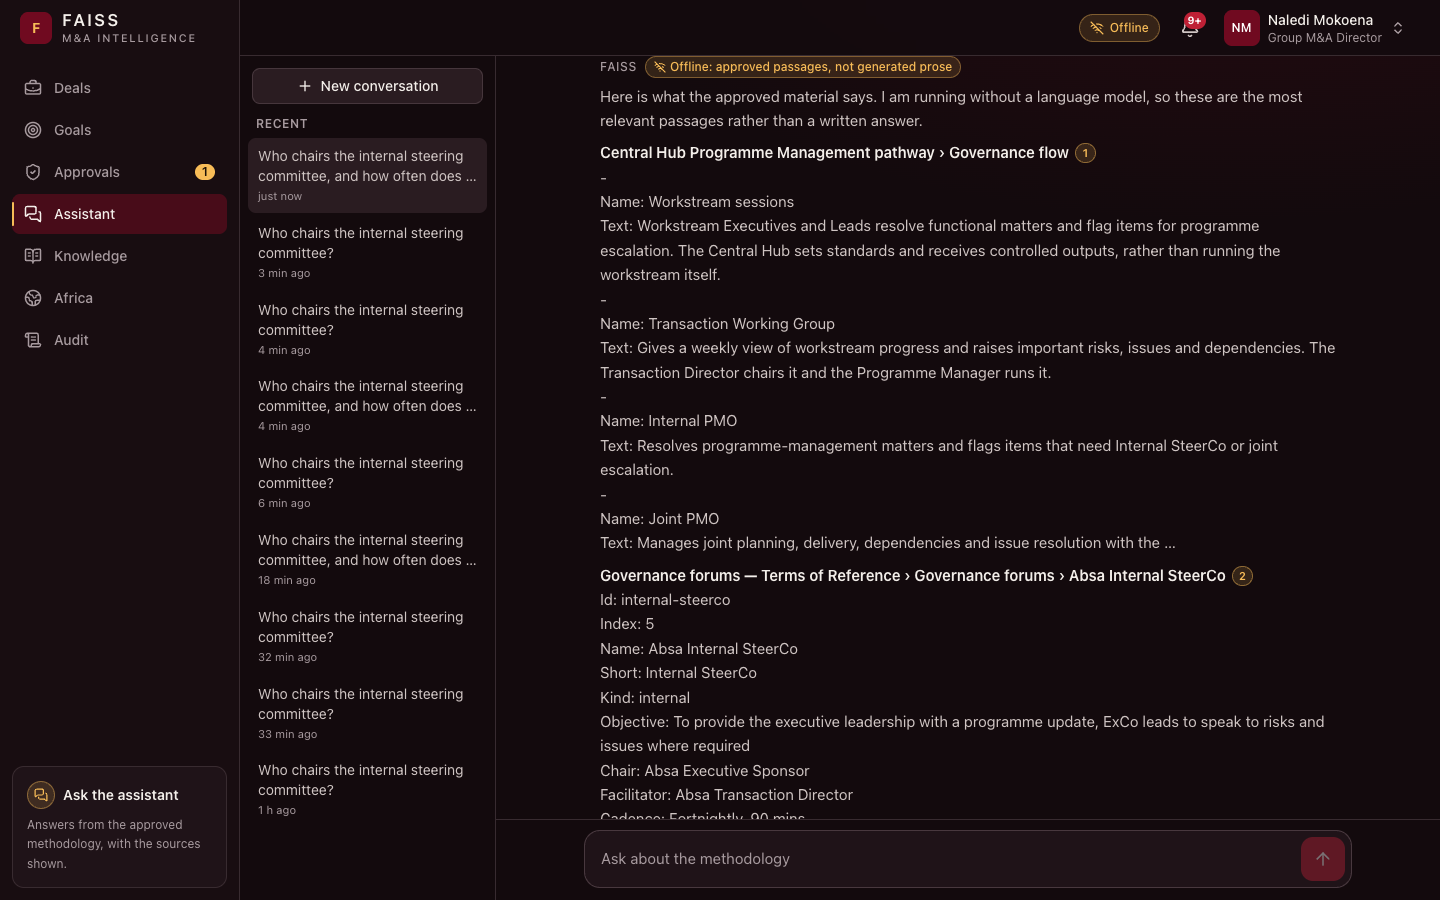 F
FAISS
M&A INTELLIGENCE
Deals
Goals
Approvals
1
Assistant
Knowledge
Africa
Audit
Ask the assistant
Answers from the approved
methodology, with the sources
shown.
New conversation
RECENT
Who chairs the internal steering
committee, and how often does ...
just now
Who chairs the internal steering
committee?
3 min ago
Who chairs the internal steering
committee?
4 min ago
Who chairs the internal steering
committee, and how often does ...
4 min ago
Who chairs the internal steering
committee?
6 min ago
Who chairs the internal steering
committee, and how often does ...
18 min ago
Who chairs the internal steering
committee?
32 min ago
Who chairs the internal steering
committee?
33 min ago
Who chairs the internal steering
committee?
1 h ago
Offline
9+
NM
Naledi Mokoena
Group M&A Director
FAISS
Offline: approved passages, not generated prose
Here is what the approved material says. I am running without a language model, so these are the most
relevant passages rather than a written answer.
Central Hub Programme Management pathway › Governance flow 1
-
Name: Workstream sessions
Text: Workstream Executives and Leads resolve functional matters and flag items for programme
escalation. The Central Hub sets standards and receives controlled outputs, rather than running the
workstream itself.
-
Name: Transaction Working Group
Text: Gives a weekly view of workstream progress and raises important risks, issues and dependencies. The
Transaction Director chairs it and the Programme Manager runs it.
-
Name: Internal PMO
Text: Resolves programme-management matters and flags items that need Internal SteerCo or joint
escalation.
-
Name: Joint PMO
Text: Manages joint planning, delivery, dependencies and issue resolution with the ...
Governance forums — Terms of Reference › Governance forums › Absa Internal SteerCo 2
Id: internal-steerco
Index: 5
Name: Absa Internal SteerCo
Short: Internal SteerCo
Kind: internal
Objective: To provide the executive leadership with a programme update, ExCo leads to speak to risks and
issues where required
Chair: Absa Executive Sponsor
Facilitator: Absa Transaction Director
Cadence: Fortnightly, 90 mins
Ask about the methodology